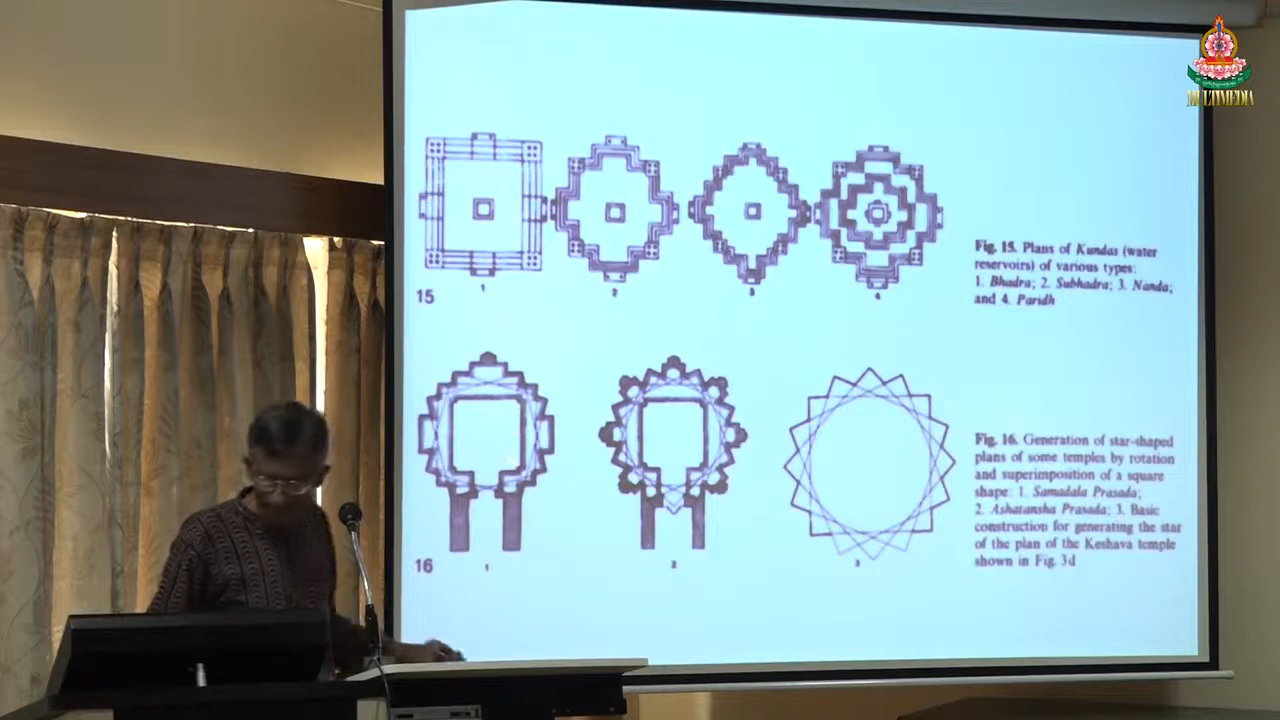 MULTIMEDIA
1
2
3
4
15
Fig. 15. Plans of Kundas (water
reservoirs) of various types:
1. Bhadra; 2. Subhadra; 3. Nanda;
and 4. Paridh
1
2
3
16
Fig. 16. Generation of star-shaped
plans of some temples by rotation
and superimposition of a square
shape: 1. Samadala Prasada;
2. Ashatansha Prasada; 3. Basic
construction for generating the star
of the plan of the Keshava temple
shown in Fig. 3d